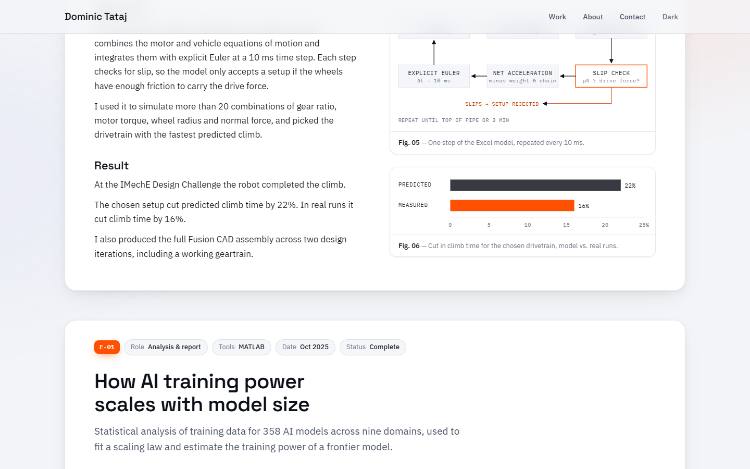 Dominic Tataj
Work
About
Contact
Dark
combines the motor and vehicle equations of motion and
integrates them with explicit Euler at a 10 ms time step. Each step
checks for slip, so the model only accepts a setup if the wheels
have enough friction to carry the drive force.
I used it to simulate more than 20 combinations of gear ratio,
motor torque, wheel radius and normal force, and picked the
drivetrain with the fastest predicted climb.
Result
At the IMechE Design Challenge the robot completed the climb.
The chosen setup cut predicted climb time by 22%. In real runs it
cut climb time by 16%.
I also produced the full Fusion CAD assembly across two design
iterations, including a working geartrain.
EXPLICIT EULER
Δt = 10 ms
NET ACCELERATION
minus weight & chain
SLIP CHECK
μN ≥ drive force?
SLIPS → SETUP REJECTED
REPEAT UNTIL TOP OF PIPE OR 3 MIN
Fig. 05 — One step of the Excel model, repeated every 10 ms.
PREDICTED
22%
MEASURED
16%
0 5 10 15 20 25%
Fig. 06 — Cut in climb time for the chosen drivetrain, model vs. real runs.
Role Analysis & report
Tools MATLAB
Date Oct 2025
Status Complete
How AI training power
scales with model size
Statistical analysis of training data for 358 AI models across nine domains, used to
fit a scaling law and estimate the training power of a frontier model.